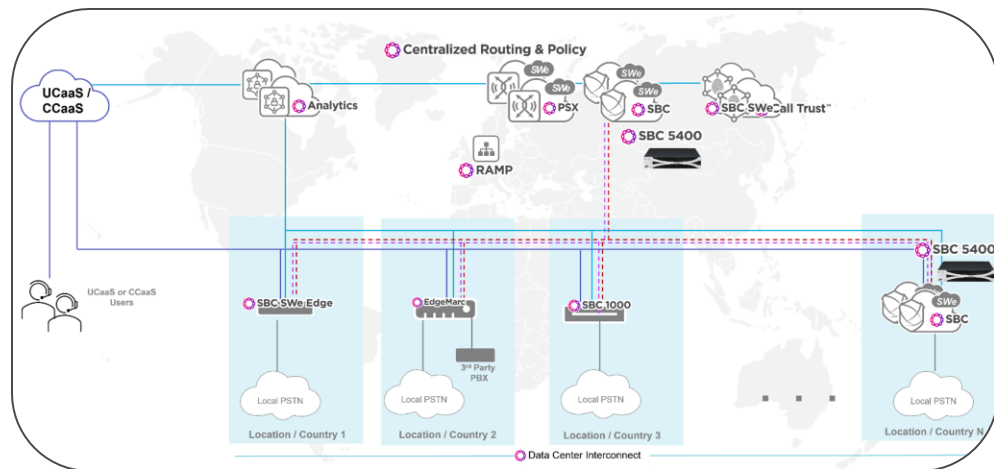 Centralized Routing & Policy
UCaaS /
CCaaS
Analytics
SWe
SWe
PSX
SWe
SWe
SBC
SBC SWe
Call Trust™
SBC 5400
RAMP
SBC 5400
UCaaS or CCaaS
Users
SBC SWe Edge
EdgeMarc
SBC 1000
SWe
SBC
3rd Party
PBX
Local PSTN
Local PSTN
Local PSTN
Local PSTN
Location / Country 1
Location / Country 2
Location / Country 3
Location / Country N
Data Center Interconnect